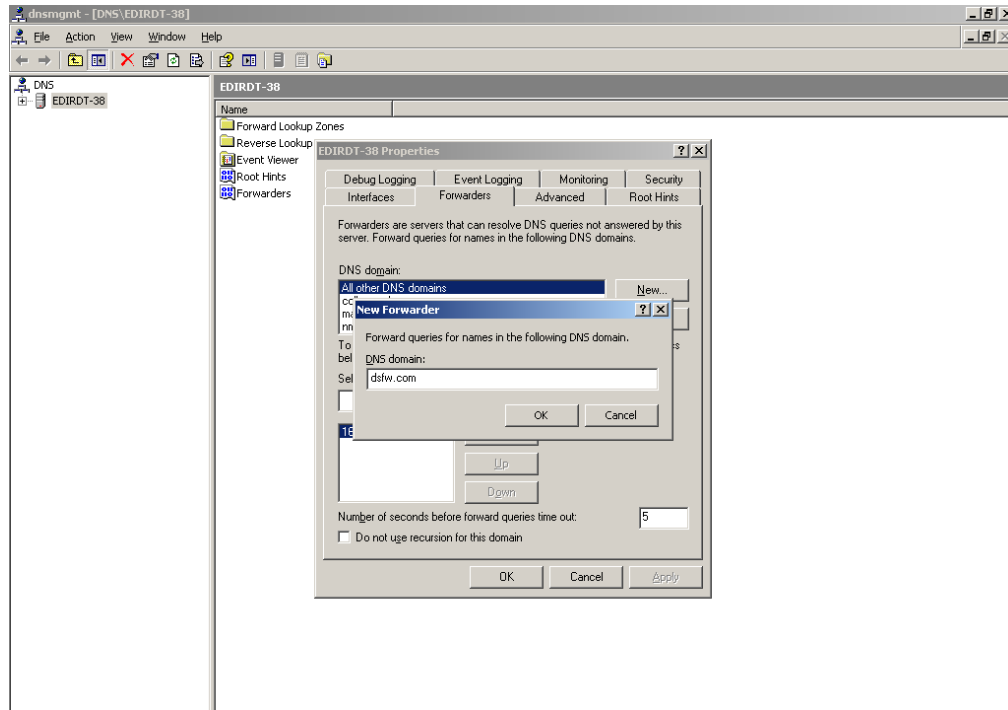 dnsmgmt - [DNS\EDIRDT-38]
File Action View Window Help
DNS
EDIRDT-38
EDIRDT-38
Name
Forward Lookup Zones
Reverse Lookup
Event Viewer
Root Hints
Forwarders
EDIRDT-38 Properties
Debug Logging Event Logging Monitoring Security
Interfaces Forwarders Advanced Root Hints
Forwarders are servers that can resolve DNS queries not answered by this
server. Forward queries for names in the following DNS domains.
DNS domain:
All other DNS domains
New...
New Forwarder
Forward queries for names in the following DNS domain.
To
DNS domain:
dsfw.com
OK Cancel
Up
Down
Number of seconds before forward queries time out: 5
Do not use recursion for this domain
OK Cancel Apply